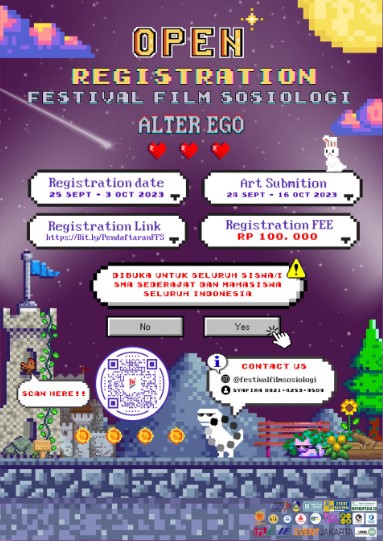 OPEN
REGISTRATION
FESTIVAL FILM SOSIOLOGI
ALTER EGO
Registration date
25 SEPT - 3 OCT 2023
Art Submition
24 SEPT - 16 OCT 2023
Registration Link
https://Bit.ly/PendaftaranFFS
Registration FEE
RP 100. 000
DIBUKA UNTUK SELURUH SISWA/I
SMA SEDERAJAT DAN MAHASISWA
SELURUH INDONESIA
No
Yes
SCAN HERE!!
CONTACT US
@festivalfilmsosiologi